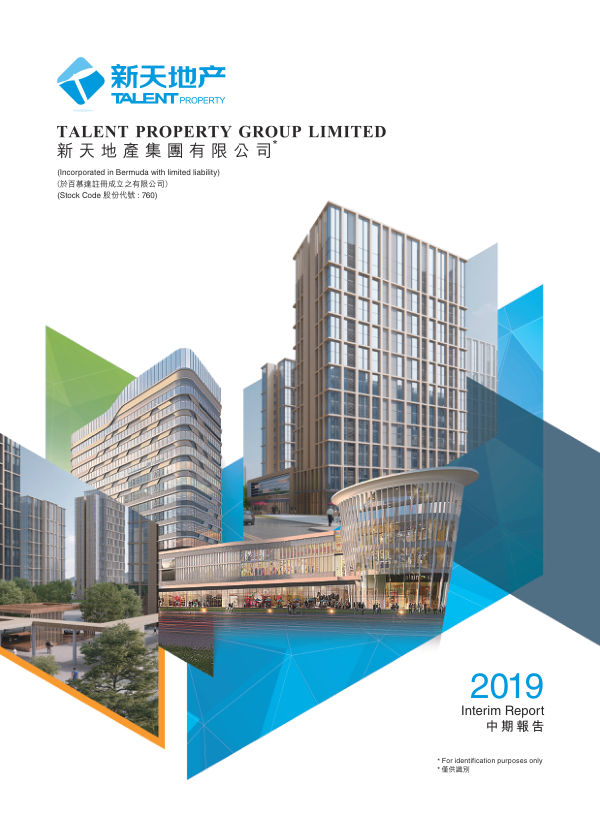 新天地产
TALENT PROPERTY
TALENT PROPERTY GROUP LIMITED
新天地產集團有限公司*
(Incorporated in Bermuda with limited liability)
(於百慕達註冊成立之有限公司)
(Stock Code 股份代號 : 760)
2019
Interim Report
中期報告
* For identification purposes only
* 僅供識別